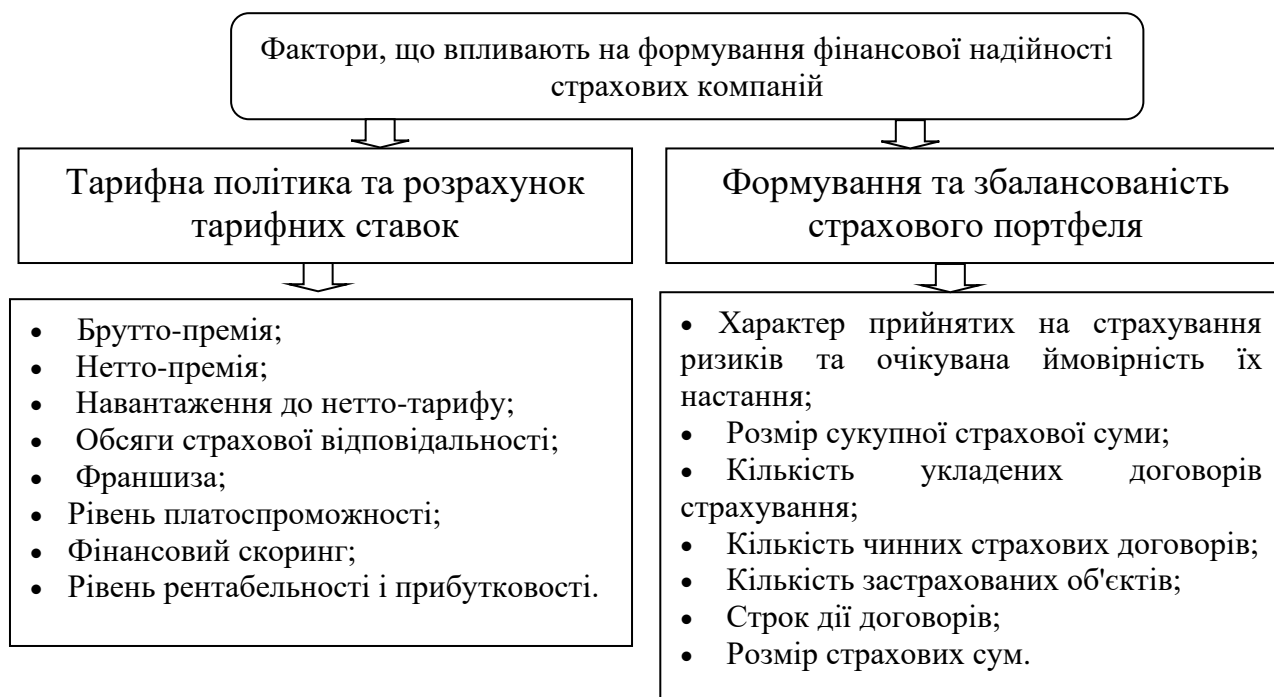 Фактори, що впливають на формування фінансової надійності
страхових компаній
Тарифна політика та розрахунок
тарифних ставок
Формування та збалансованість
страхового портфеля
• Брутто-премія;
• Нетто-премія;
• Навантаження до нетто-тарифу;
• Обсяги страхової відповідальності;
• Франшиза;
• Рівень платоспроможності;
• Фінансовий скоринг;
• Рівень рентабельності і прибутковості.
• Характер прийнятих на страхування
ризиків та очікувана ймовірність їх
настання;
• Розмір сукупної страхової суми;
• Кількість укладених договорів
страхування;
• Кількість чинних страхових договорів;
• Кількість застрахованих об'єктів;
• Строк дії договорів;
• Розмір страхових сум.